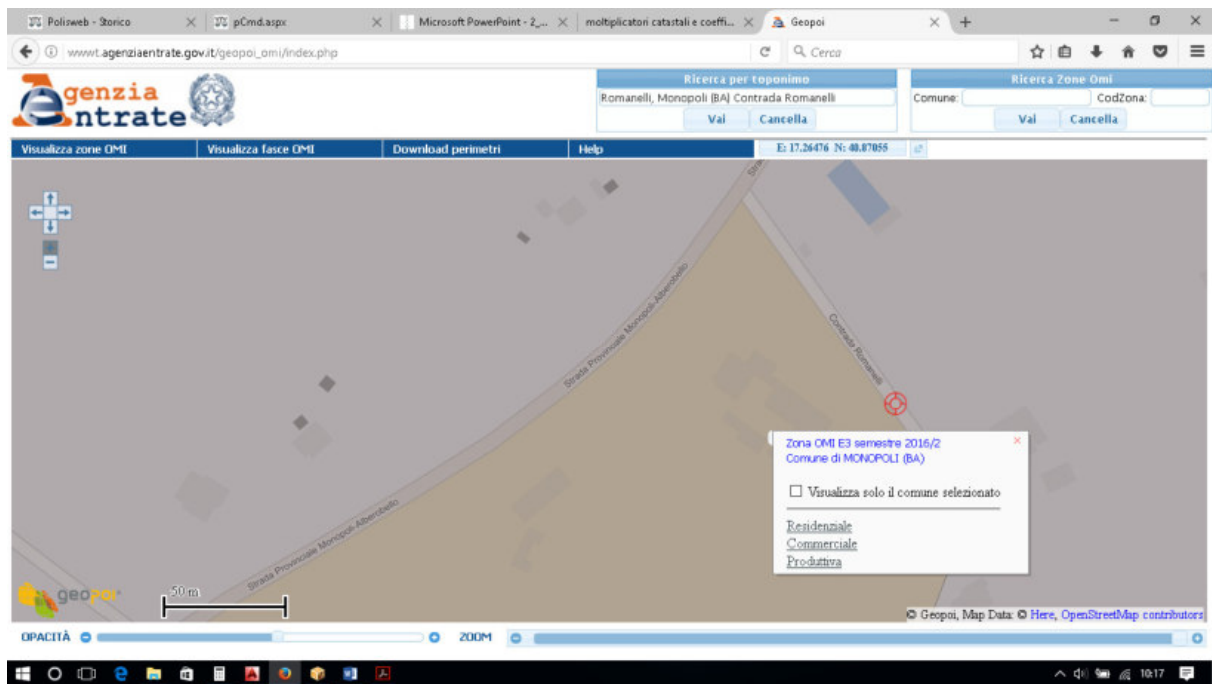 Polisweb - Storico
pCmd.aspx
Microsoft PowerPoint - 2_...
moltiplicatori catastali e coeffi...
Geopoi
wwwt.agenziaentrate.gov.it/geopoi_omi/index.php
Cerca
genzia
ntrate
Ricerca per toponimo
Romanelli, Monopoli (BA) Contrada Romanelli
Vai Cancella
Ricerca Zone Omi
Comune: CodZona:
Vai Cancella
Visualizza zone OMI
Visualizza fasce OMI
Download perimetri
Help
E: 17.26476 N: 40.87055
Strada Provinciale Monopoli-Alberobello
Contrada Romanelli
Zona OMI E3 semestre 2016/2
Comune di MONOPOLI (BA)
Visualizza solo il comune selezionato
Residenziale
Commerciale
Produttiva
Strada Provinciale Monopoli-Alberobello
geopoi
50 m
© Geopoi, Map Data: © Here, OpenStreetMap contributors
OPACITÀ
ZOOM
10:17